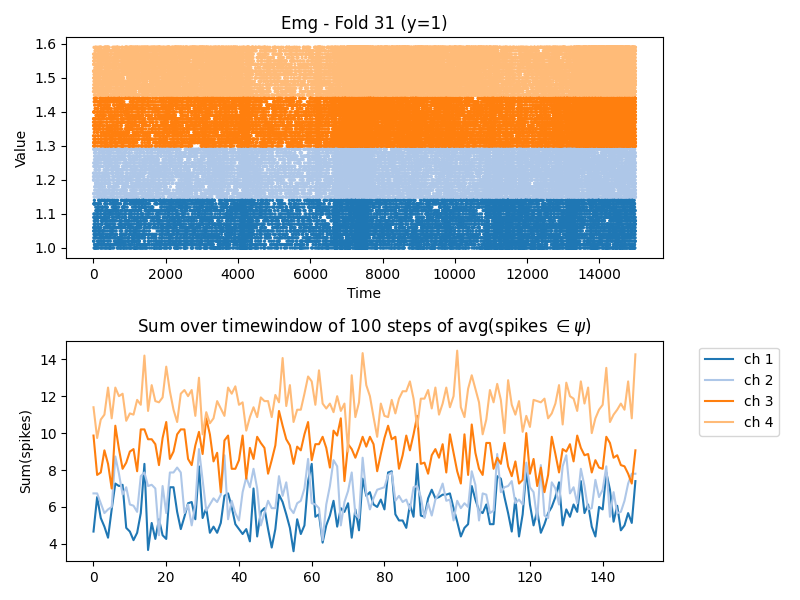 Emg - Fold 31 (y=1)
1.6
1.5
1.4
1.3
1.2
1.1
1.0
Value
0 2000 4000 6000 8000 10000 12000 14000
Time
Sum over timewindow of 100 steps of avg(spikes ∈ ψ)
14
12
10
8
6
4
Sum(spikes)
0 20 40 60 80 100 120 140
ch 1
ch 2
ch 3
ch 4